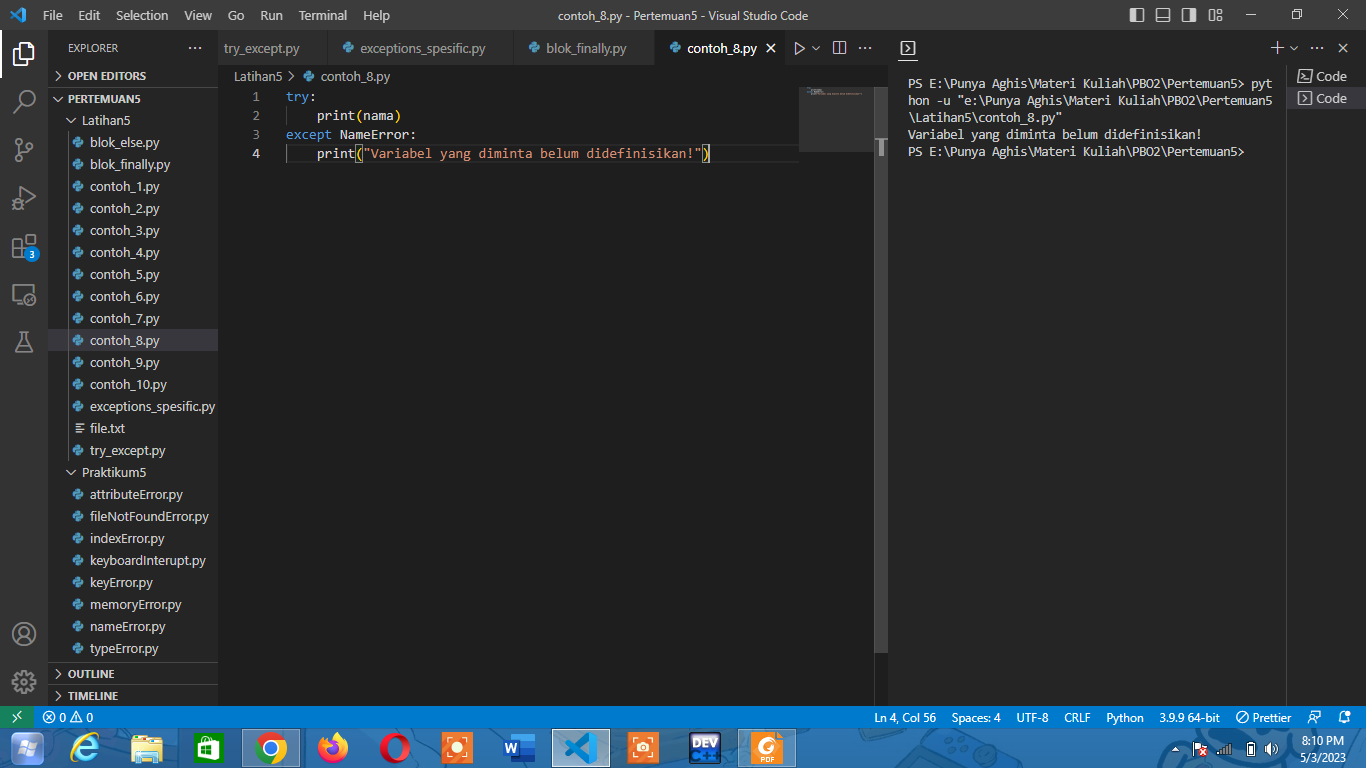 File Edit Selection View Go Run Terminal Help
contoh_8.py - Pertemuan5 - Visual Studio Code
EXPLORER
OPEN EDITORS
PERTEMUAN5
Latihan5
blok_else.py
blok_finally.py
contoh_1.py
contoh_2.py
contoh_3.py
contoh_4.py
contoh_5.py
contoh_6.py
contoh_7.py
contoh_8.py
contoh_9.py
contoh_10.py
exceptions_spesific.py
file.txt
try_except.py
Praktikum5
attributeError.py
fileNotFoundError.py
indexError.py
keyboardInterupt.py
keyError.py
memoryError.py
nameError.py
typeError.py
OUTLINE
TIMELINE
3
try_except.py exceptions_spesific.py blok_finally.py contoh_8.py
Latihan5 > contoh_8.py
1 try:
2 print(nama)
3 except NameError:
4 print("Variabel yang diminta belum didefinisikan!")
PS E:\Punya Aghis\Materi Kuliah\PBO2\Pertemuan5> pyt
hon -u "e:\Punya Aghis\Materi Kuliah\PBO2\Pertemuan5
\Latihan5\contoh_8.py"
Variabel yang diminta belum didefinisikan!
PS E:\Punya Aghis\Materi Kuliah\PBO2\Pertemuan5>
Code
Code
0 0
Ln 4, Col 56 Spaces: 4 UTF-8 CRLF Python 3.9.9 64-bit Prettier
W
DEV
C++
PDF
8:10 PM
5/3/2023